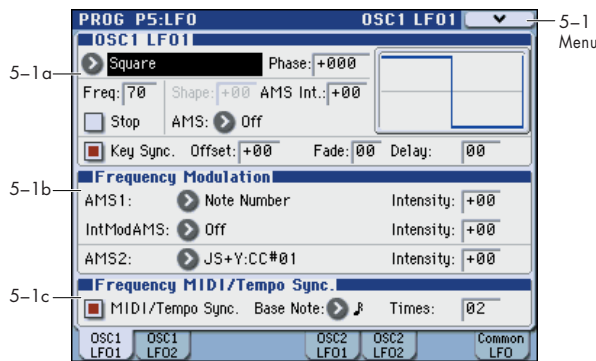 PROG P5:LFO OSC1 LFO1
5–1
Menu
OSC1 LFO1
5–1a
Square Phase: +000
Freq: 70 Shape: +00 AMS Int.: +00
Stop AMS: Off
Key Sync. Offset: +00 Fade: 00 Delay: 00
5–1b
Frequency Modulation
AMS1: Note Number Intensity: +00
IntModAMS: Off Intensity: +00
AMS2: JS+Y:CC#01 Intensity: +00
5–1c
Frequency MIDI/Tempo Sync.
MIDI/Tempo Sync. Base Note: ♪ Times: 02
OSC1 LFO1 OSC1 LFO2 OSC2 LFO1 OSC2 LFO2 Common LFO